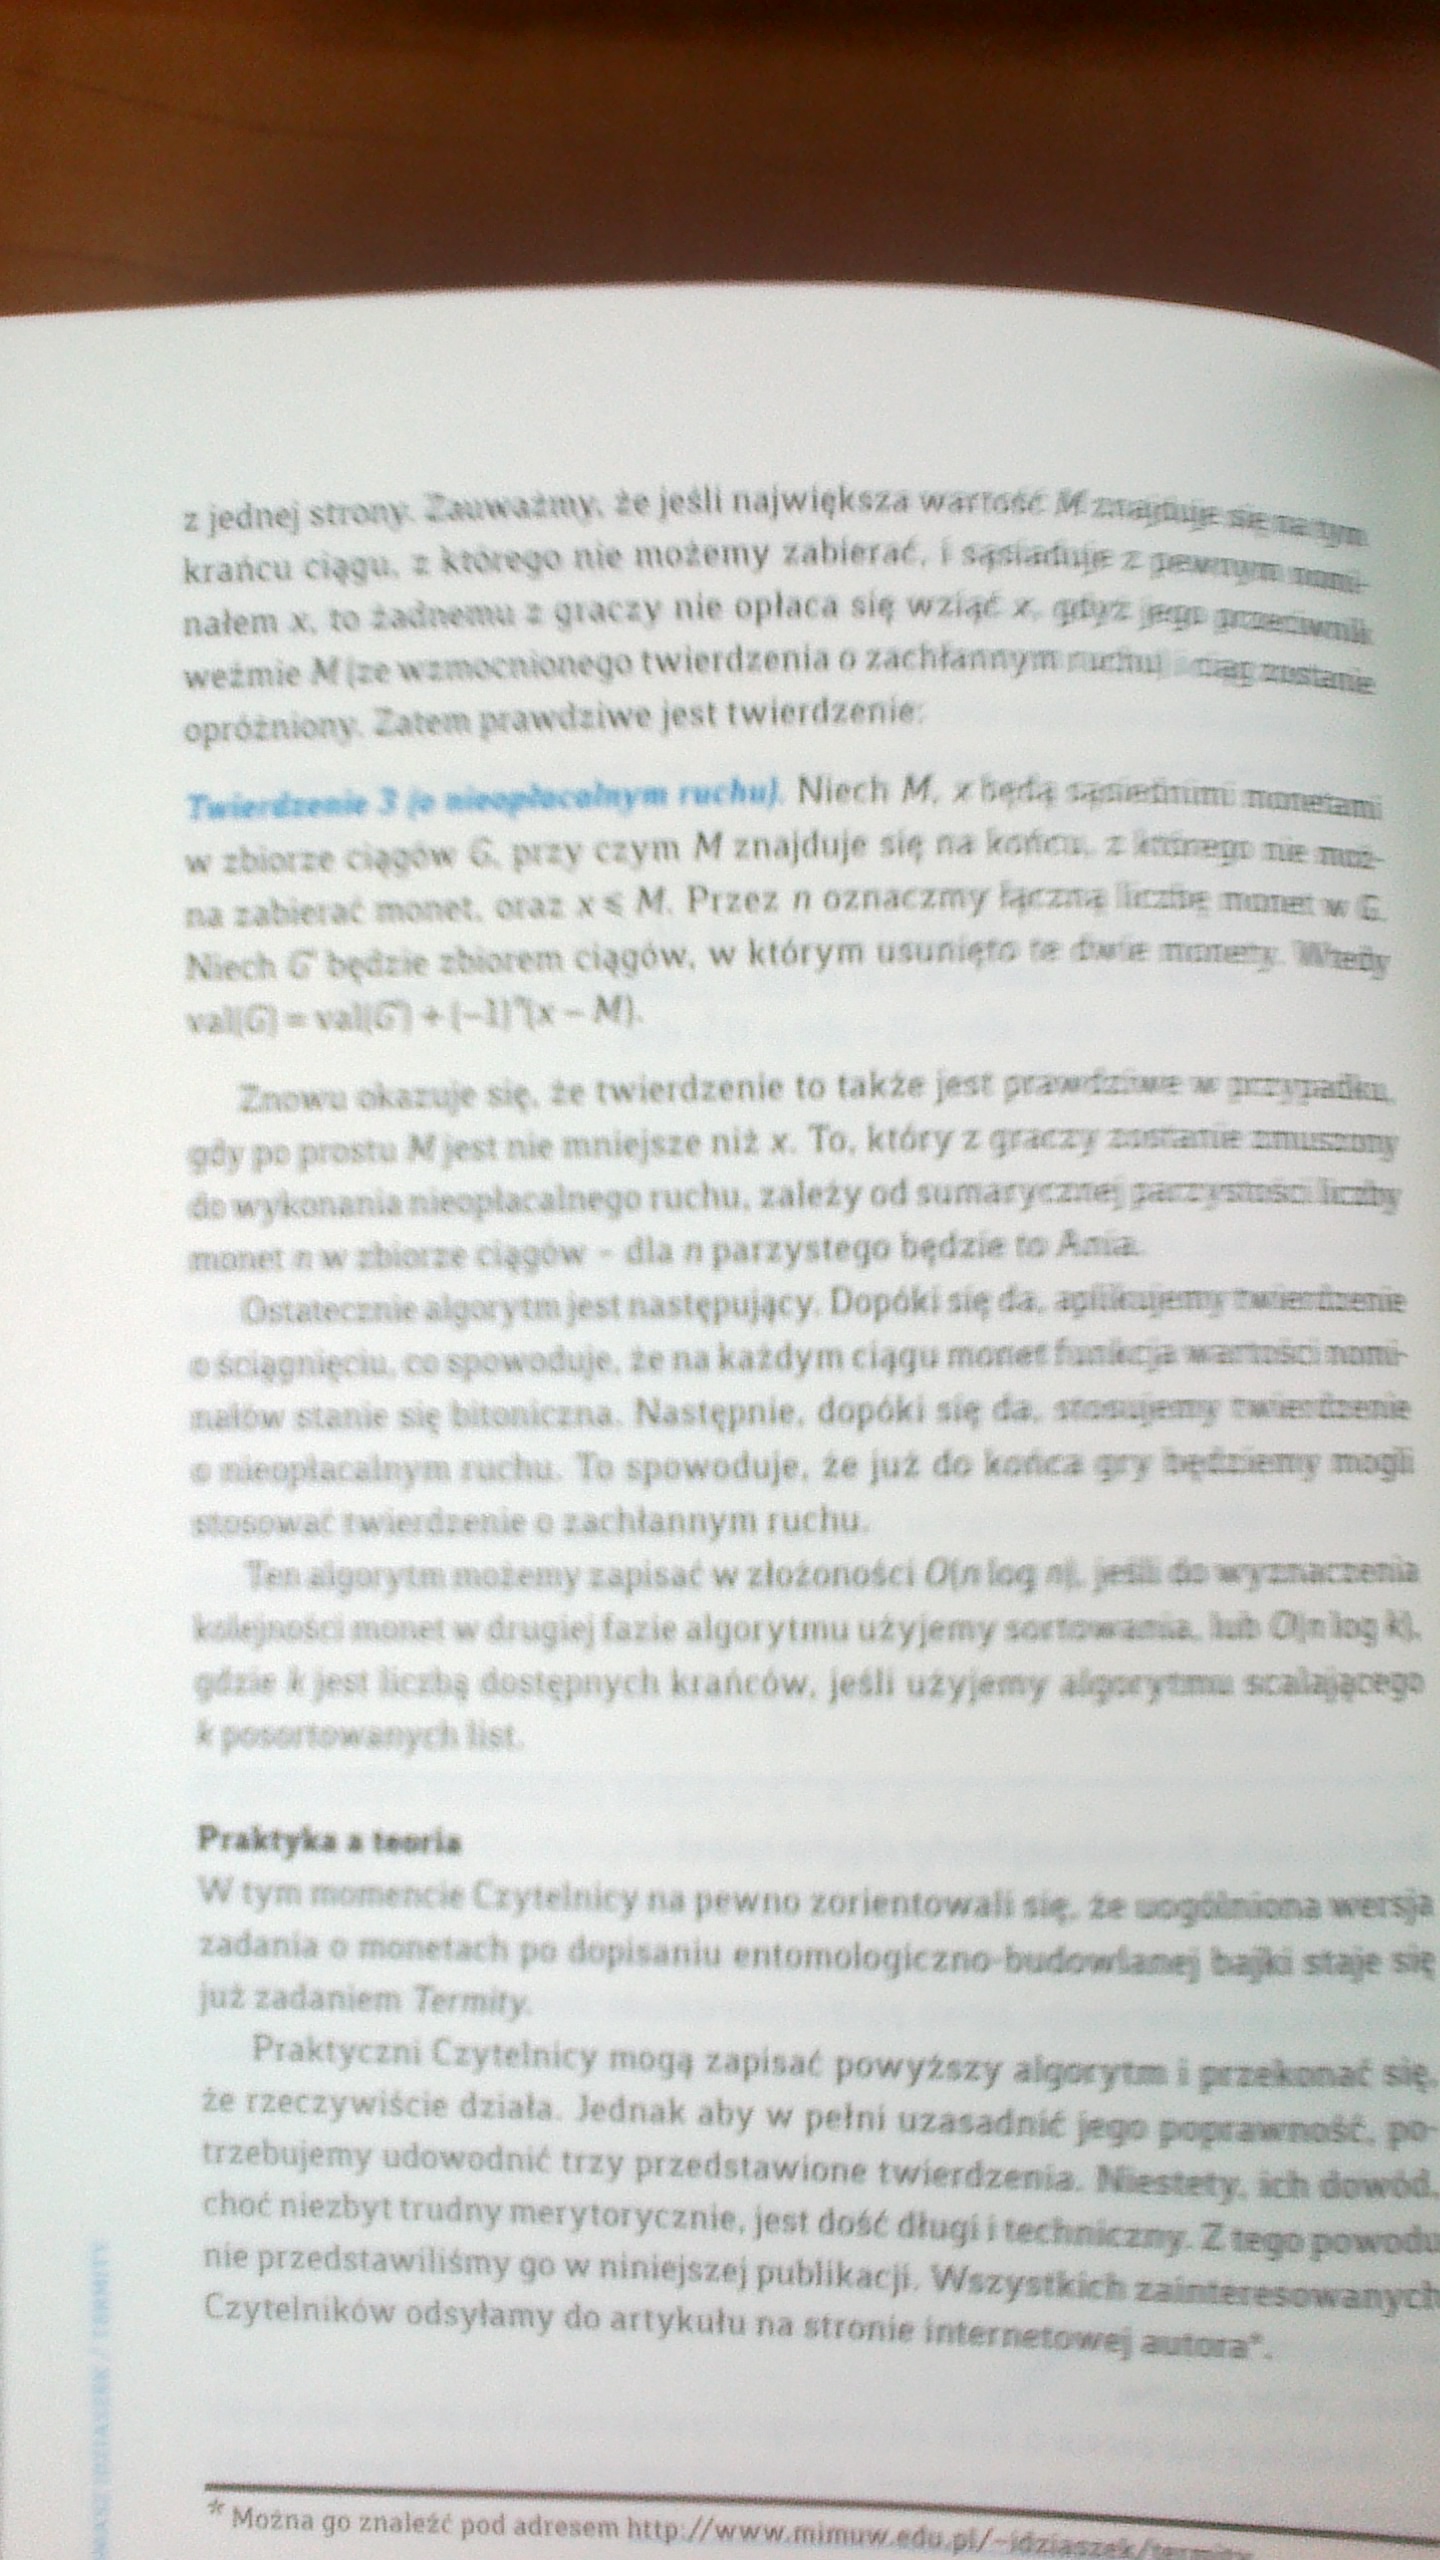 z jednej strony. Zauważmy, że jeśli największa wartość M znajduje się na tym
krańcu ciągu, z którego nie możemy zabierać, i sąsiaduje z pewnym nomi-
nałem x, to żadnemu z graczy nie opłaca się wziąć x, gdyż jego przeciwnik
weźmie M (ze wzmocnionego twierdzenia o zachłannym ruchu) i ciąg zostanie
opróżniony. Zatem prawdziwe jest twierdzenie:
Twierdzenie 3 (o nieopłacalnym ruchu). Niech M, x będą sąsiednimi monetami
w zbiorze ciągów G, przy czym M znajduje się na końcu, z którego nie moż-
na zabierać monet, oraz x ≤ M. Przez n oznaczmy łączną liczbę monet w G.
Niech G' będzie zbiorem ciągów, w którym usunięto te dwie monety. Wtedy
val(G) = val(G') + (−1)ⁿ(x − M).
Znowu okazuje się, że twierdzenie to także jest prawdziwe w przypadku,
gdy po prostu M jest nie mniejsze niż x. To, który z graczy zostanie zmuszony
do wykonania nieopłacalnego ruchu, zależy od sumarycznej parzystości liczby
monet n w zbiorze ciągów – dla n parzystego będzie to Ania.
Ostatecznie algorytm jest następujący. Dopóki się da, aplikujemy twierdzenie
o ściągnięciu, co spowoduje, że na każdym ciągu monet funkcja wartości nomi-
nałów stanie się bitoniczna. Następnie, dopóki się da, stosujemy twierdzenie
o nieopłacalnym ruchu. To spowoduje, że już do końca gry będziemy mogli
stosować twierdzenie o zachłannym ruchu.
Ten algorytm możemy zapisać w złożoności O(n log n), jeśli do wyznaczenia
kolejności monet w drugiej fazie algorytmu użyjemy sortowania, lub O(n log k),
gdzie k jest liczbą dostępnych krańców, jeśli użyjemy algorytmu scalającego
k posortowanych list.
Praktyka a teoria
W tym momencie Czytelnicy na pewno zorientowali się, że uogólniona wersja
zadania o monetach po dopisaniu entomologiczno-budowlanej bajki staje się
już zadaniem Termity.
Praktyczni Czytelnicy mogą zapisać powyższy algorytm i przekonać się,
że rzeczywiście działa. Jednak aby w pełni uzasadnić jego poprawność, po-
trzebujemy udowodnić trzy przedstawione twierdzenia. Niestety, ich dowód,
choć niezbyt trudny merytorycznie, jest dość długi i techniczny. Z tego powodu
nie przedstawiliśmy go w niniejszej publikacji. Wszystkich zainteresowanych
Czytelników odsyłamy do artykułu na stronie internetowej autora*.
* Można go znaleźć pod adresem http://www.mimuw.edu.pl/~idziaszek/termity
IDZIASZEK / TERMITY